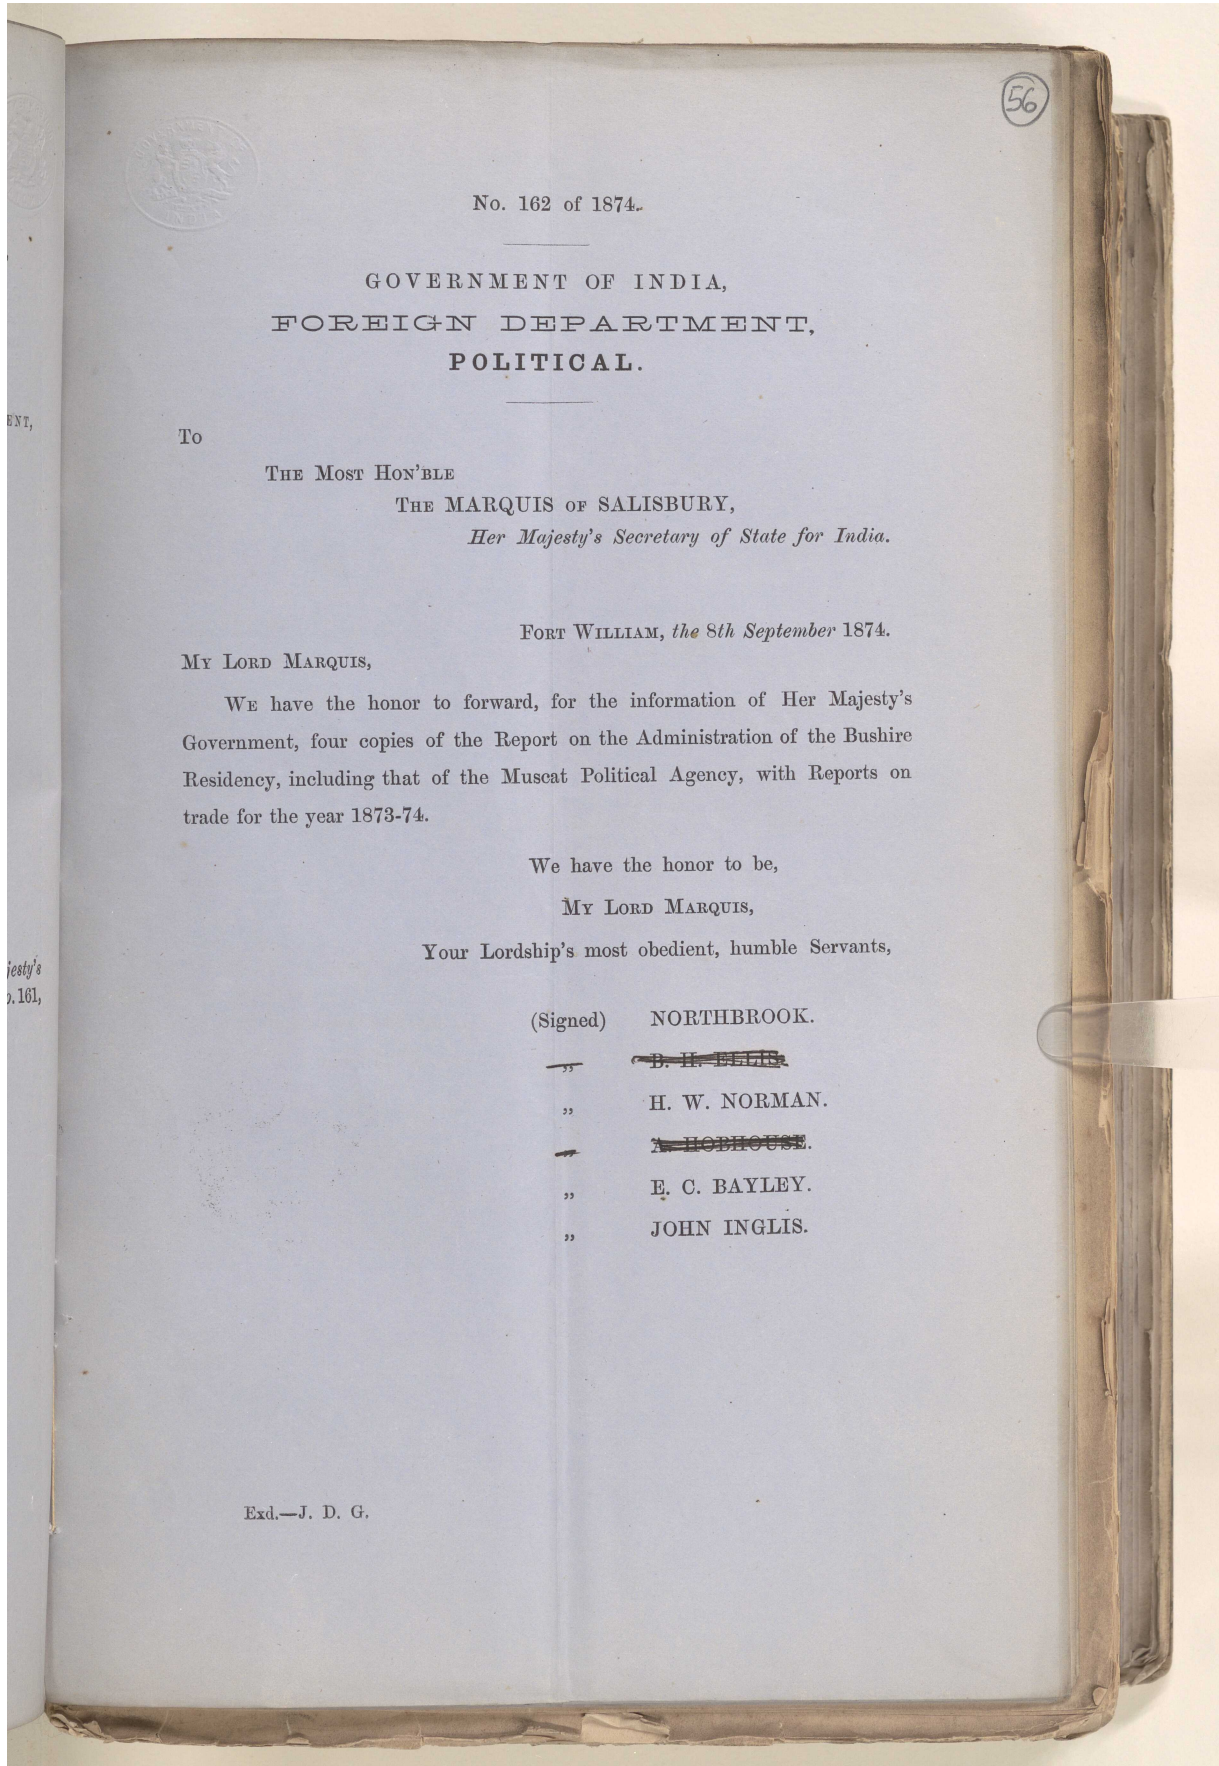 56
No. 162 of 1874.
GOVERNMENT OF INDIA,
FOREIGN DEPARTMENT,
POLITICAL.
ENT,
To
THE MOST HON'BLE
THE MARQUIS OF SALISBURY,
Her Majesty's Secretary of State for India.
FORT WILLIAM, the 8th September 1874.
MY LORD MARQUIS,
WE have the honor to forward, for the information of Her Majesty's
Government, four copies of the Report on the Administration of the Bushire
Residency, including that of the Muscat Political Agency, with Reports on
trade for the year 1873-74.
We have the honor to be,
MY LORD MARQUIS,
Your Lordship's most obedient, humble Servants,
jesty's
o. 161,
(Signed) NORTHBROOK.
„ B. H. ELLIS.
„ H. W. NORMAN.
„ A. HOBHOUSE.
„ E. C. BAYLEY.
„ JOHN INGLIS.
Exd.—J. D. G.